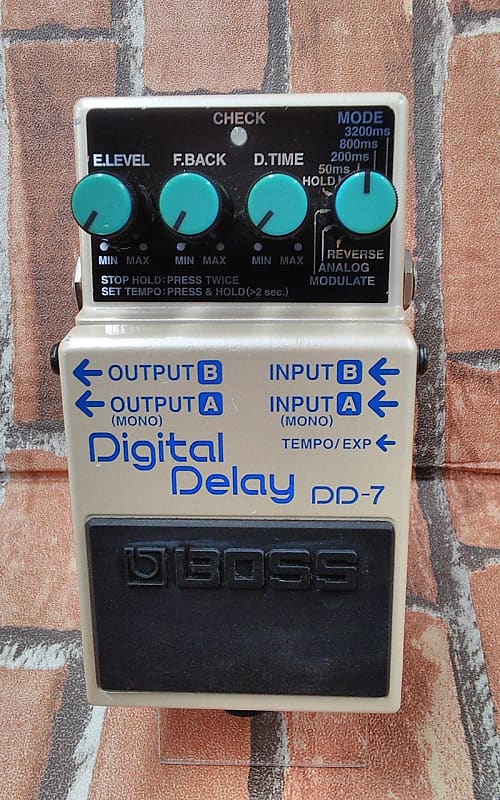 CHECK
MODE
3200ms
800ms
200ms
50ms
HOLD
E.LEVEL F.BACK D.TIME
REVERSE
ANALOG
MODULATE
MIN MAX MIN MAX MIN MAX
STOP HOLD:PRESS TWICE
SET TEMPO:PRESS & HOLD(>2 sec.)
OUTPUT B INPUT B
OUTPUT A INPUT A
(MONO) (MONO)
TEMPO/EXP
Digital
Delay DD-7
BOSS